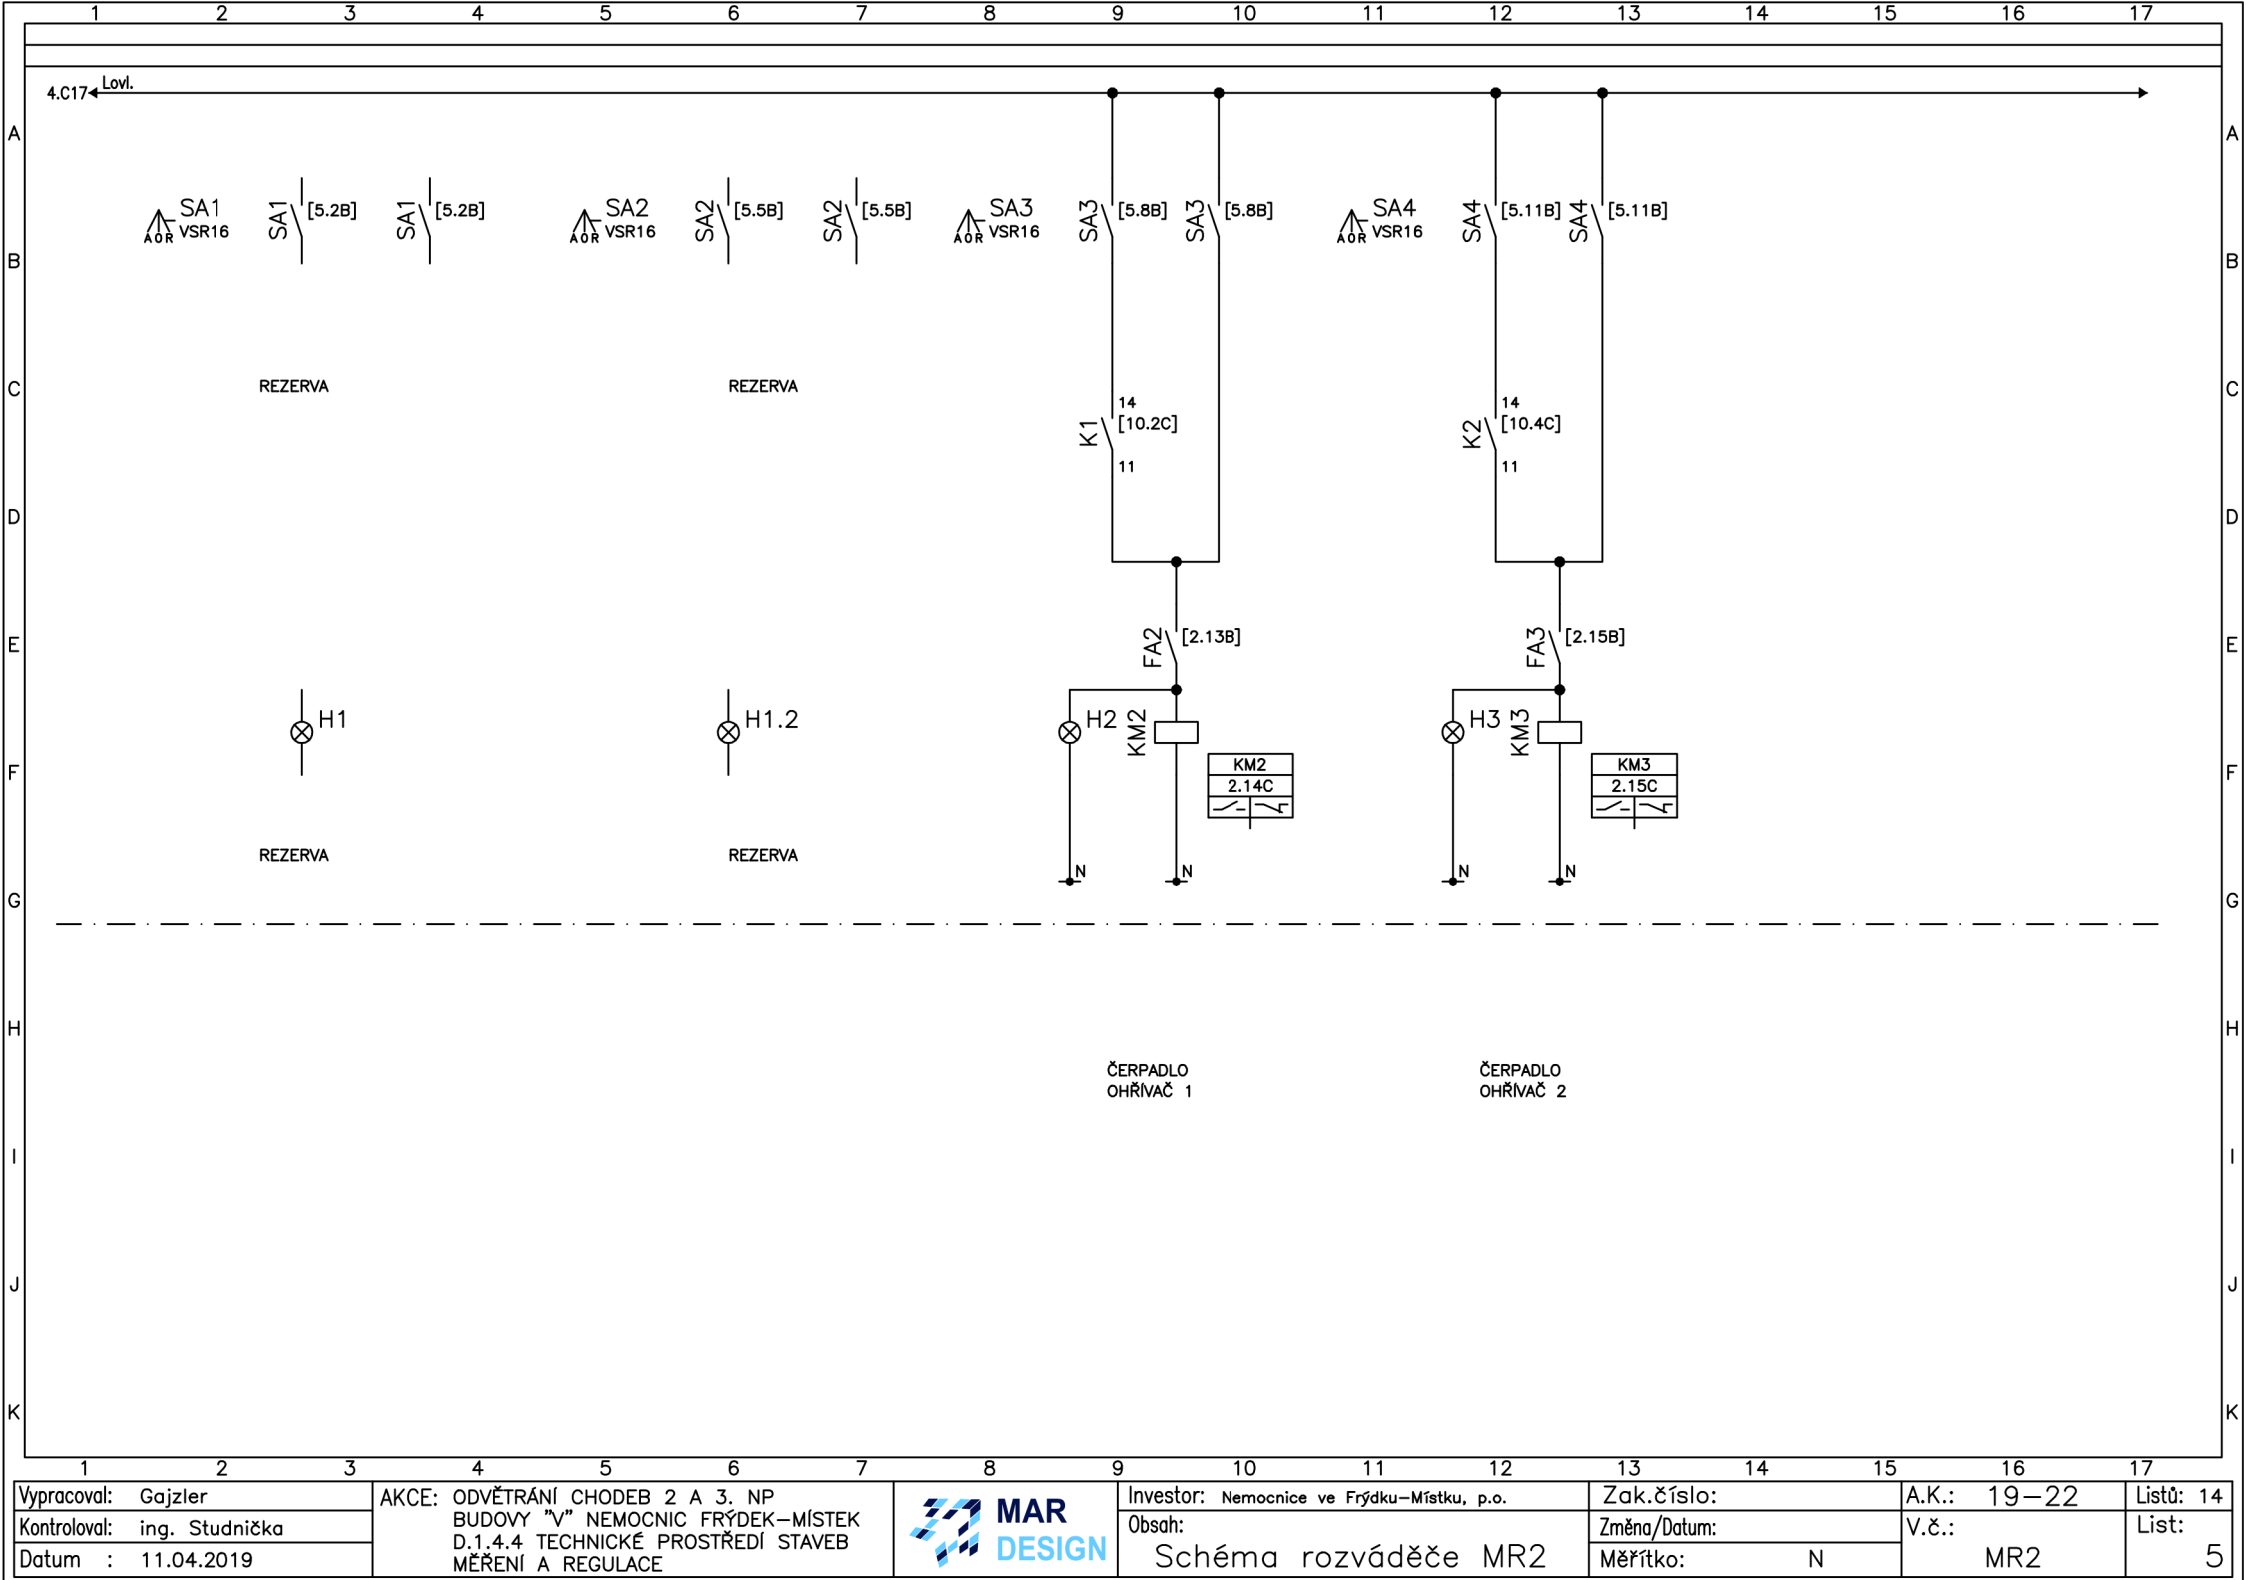 1 2 3 4 5 6 7 8 9 10 11 12 13 14 15 16 17
4.C17 Lovl.
A A
SA1 SA1 [5.2B] SA1 [5.2B] SA2 SA2 [5.5B] SA2 [5.5B] SA3 SA3 [5.8B] SA3 [5.8B] SA4 SA4 [5.11B] SA4 [5.11B]
A O R VSR16 A O R VSR16 A O R VSR16 A O R VSR16
B B
REZERVA REZERVA
C C
14 14
K1 [10.2C] K2 [10.4C]
11 11
D D
FA2 [2.13B] FA3 [2.15B]
E E
H1 H1.2 H2 KM2 H3 KM3
KM2 KM3
F F
2.14C 2.15C
REZERVA REZERVA
N N N N
G G
H H
ČERPADLO ČERPADLO
OHŘÍVAČ 1 OHŘÍVAČ 2
I I
J J
K K
1 2 3 4 5 6 7 8 9 10 11 12 13 14 15 16 17
Vypracoval: Gajzler
Kontroloval: ing. Studnička
Datum : 11.04.2019
AKCE: ODVĚTRÁNÍ CHODEB 2 A 3. NP
BUDOVY "V" NEMOCNIC FRÝDEK-MÍSTEK
D.1.4.4 TECHNICKÉ PROSTŘEDÍ STAVEB
MĚŘENÍ A REGULACE
MAR
DESIGN
Investor: Nemocnice ve Frýdku-Místku, p.o.
Obsah:
Schéma rozváděče MR2
Zak.číslo:
Změna/Datum:
Měřítko: N
A.K.: 19-22
V.č.:
MR2
Listů: 14
List:
5